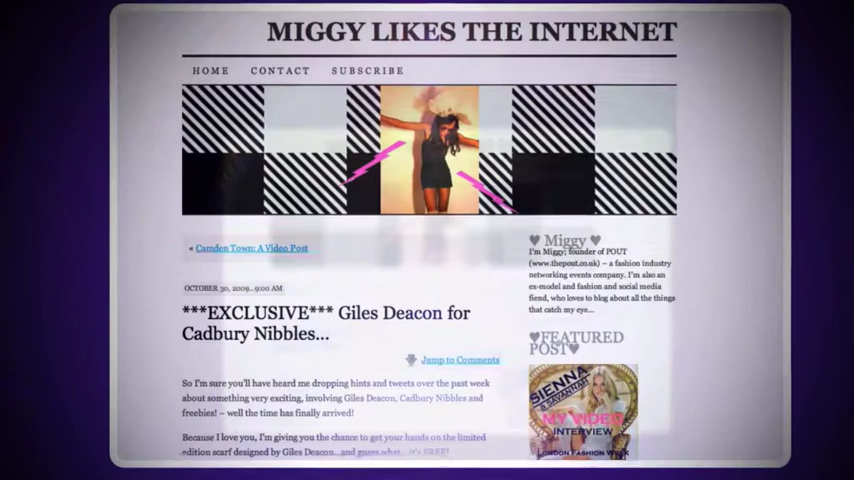 MIGGY LIKES THE INTERNET
HOME CONTACT SUBSCRIBE
« Camden Town: A Video Post
♥ Miggy ♥
I'm Miggy; founder of POUT
(www.thepout.co.uk) – a fashion industry
networking events company. I'm also an
ex-model and fashion and social media
fiend, who loves to blog about all the things
that catch my eye...
OCTOBER 30, 2009...9:00 AM
***EXCLUSIVE*** Giles Deacon for
Cadbury Nibbles...
Jump to Comments
So I'm sure you'll have heard me dropping hints and tweets over the past week
about something very exciting, involving Giles Deacon, Cadbury Nibbles and
freebies! – well the time has finally arrived!
Because I love you, I'm giving you the chance to get your hands on the limited
edition scarf designed by Giles Deacon...and guess what...it's FREE!
♥FEATURED
POST♥
SIENNA
& SAVANNAH
MY VIDEO
INTERVIEW
LONDON FASHION WEEK